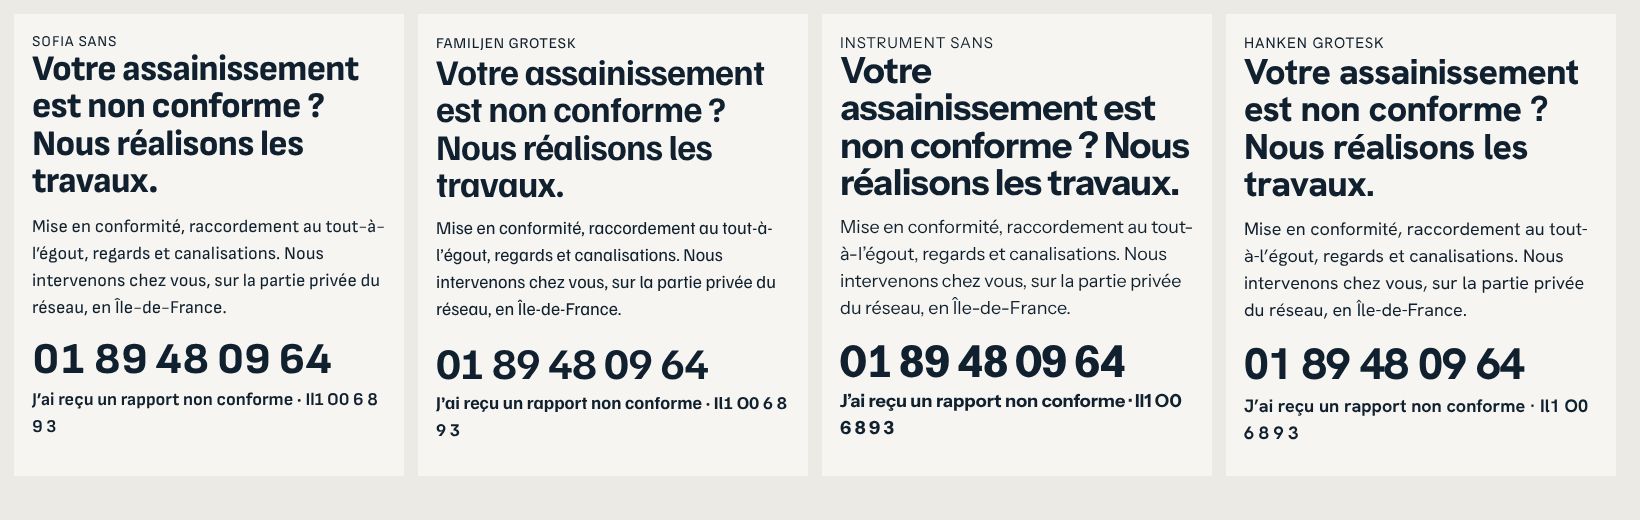 SOFIA SANS
Votre assainissement
est non conforme ?
Nous réalisons les
travaux.
Mise en conformité, raccordement au tout-à-
l’égout, regards et canalisations. Nous
intervenons chez vous, sur la partie privée du
réseau, en Île-de-France.
01 89 48 09 64
J’ai reçu un rapport non conforme · Il1 O0 6 8
9 3
FAMILJEN GROTESK
Votre assainissement
est non conforme ?
Nous réalisons les
travaux.
Mise en conformité, raccordement au tout-à-
l’égout, regards et canalisations. Nous
intervenons chez vous, sur la partie privée du
réseau, en Île-de-France.
01 89 48 09 64
J’ai reçu un rapport non conforme · Il1 O0 6 8
9 3
INSTRUMENT SANS
Votre
assainissement est
non conforme ? Nous
réalisons les travaux.
Mise en conformité, raccordement au tout-
à-l’égout, regards et canalisations. Nous
intervenons chez vous, sur la partie privée
du réseau, en Île-de-France.
01 89 48 09 64
J’ai reçu un rapport non conforme · Il1 O0
6 8 9 3
HANKEN GROTESK
Votre assainissement
est non conforme ?
Nous réalisons les
travaux.
Mise en conformité, raccordement au tout-
à-l’égout, regards et canalisations. Nous
intervenons chez vous, sur la partie privée
du réseau, en Île-de-France.
01 89 48 09 64
J’ai reçu un rapport non conforme · Il1 O0
6 8 9 3